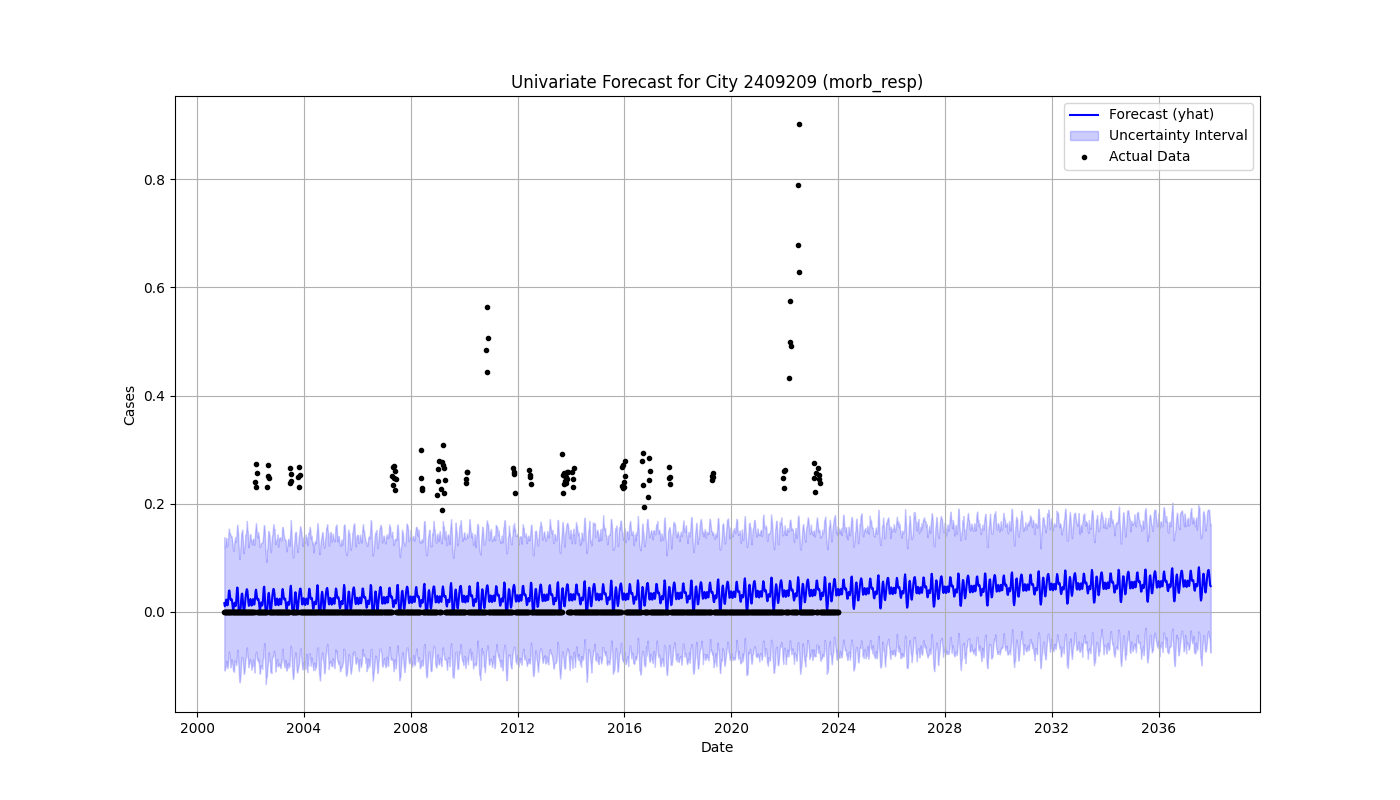 Univariate Forecast for City 2409209 (morb_resp)
Forecast (yhat)
Uncertainty Interval
Actual Data
Cases
0.8
0.6
0.4
0.2
0.0
2000 2004 2008 2012 2016 2020 2024 2028 2032 2036
Date